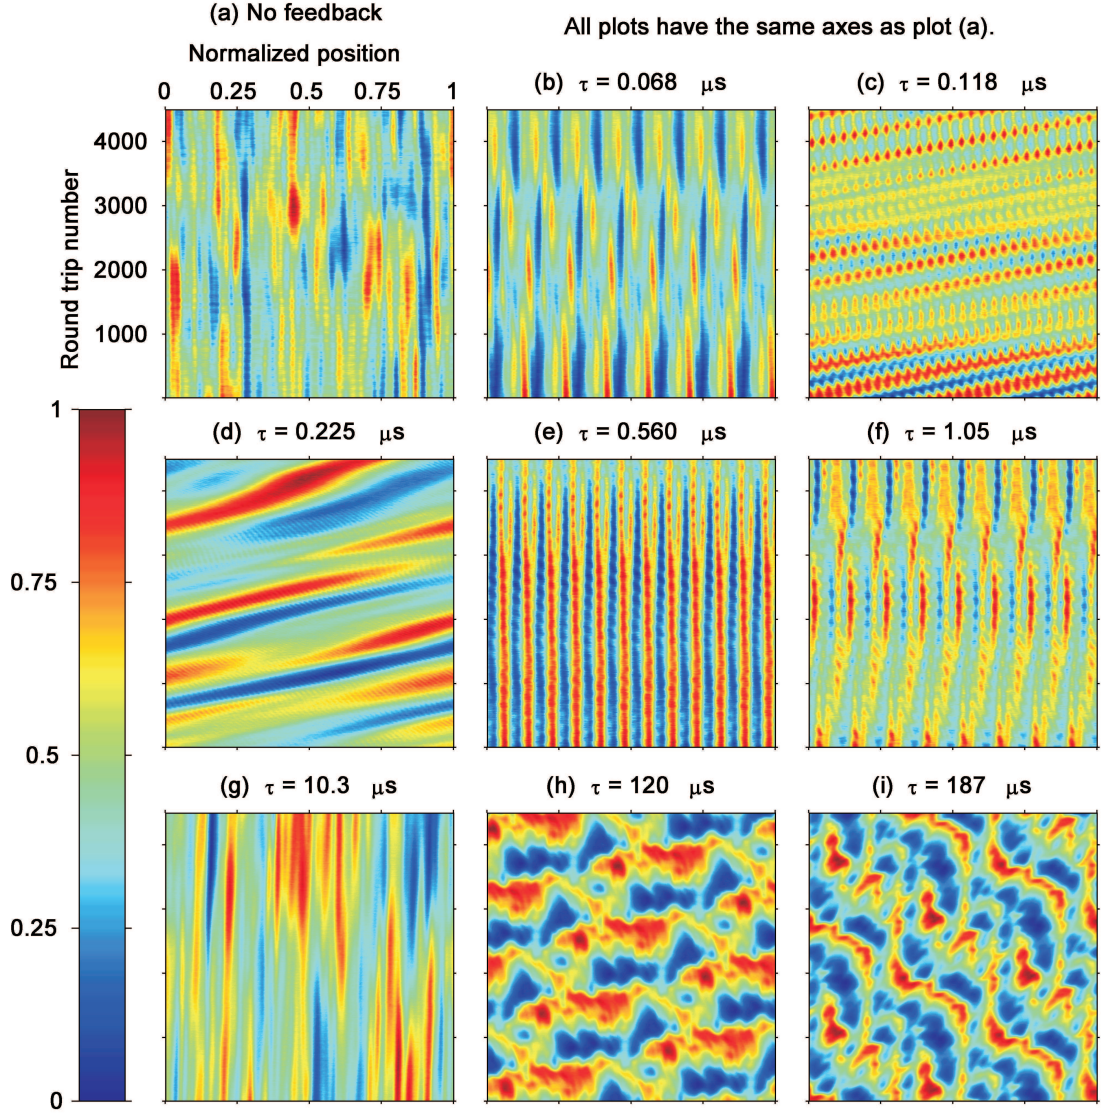 (a) No feedback
All plots have the same axes as plot (a).
Normalized position
0 0.25 0.5 0.75 1
(b) τ = 0.068 μs
(c) τ = 0.118 μs
Round trip number
4000
3000
2000
1000
1
0.75
0.5
0.25
0
(d) τ = 0.225 μs
(e) τ = 0.560 μs
(f) τ = 1.05 μs
(g) τ = 10.3 μs
(h) τ = 120 μs
(i) τ = 187 μs